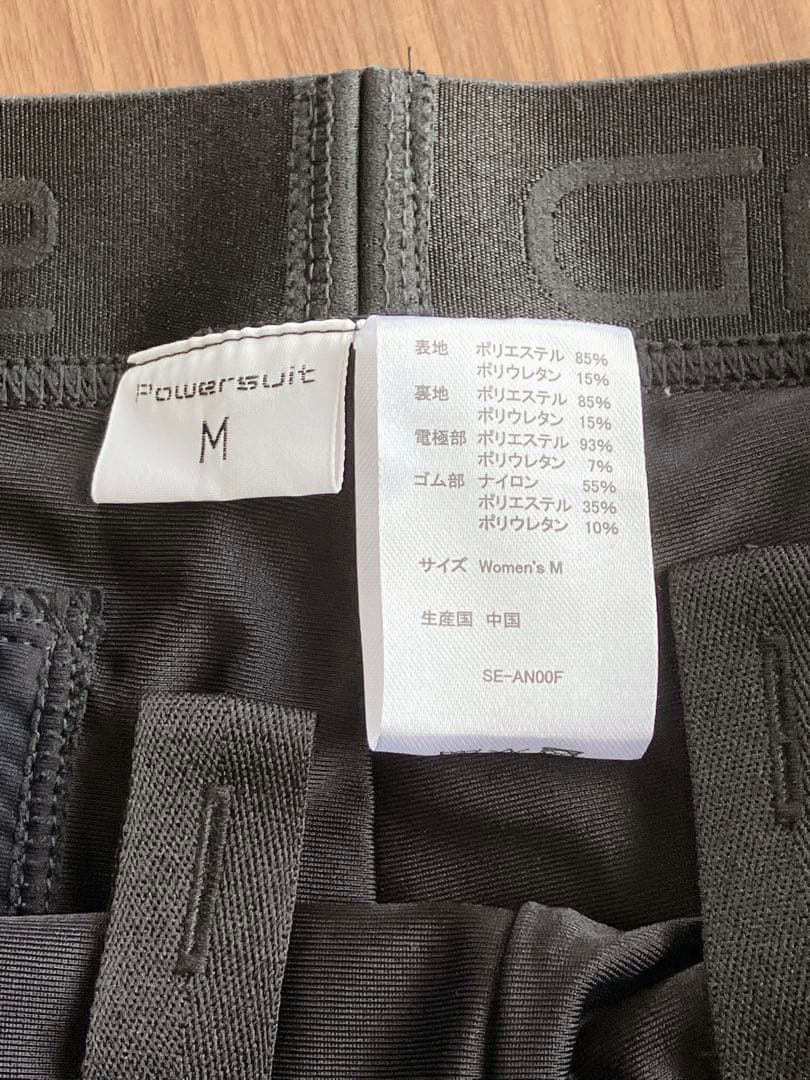 Powersuit
M
表地 ポリエステル 85%
ポリウレタン 15%
裏地 ポリエステル 85%
ポリウレタン 15%
電極部 ポリエステル 93%
ポリウレタン 7%
ゴム部 ナイロン 55%
ポリエステル 35%
ポリウレタン 10%
サイズ Women's M
生産国 中国
SE-AN00F